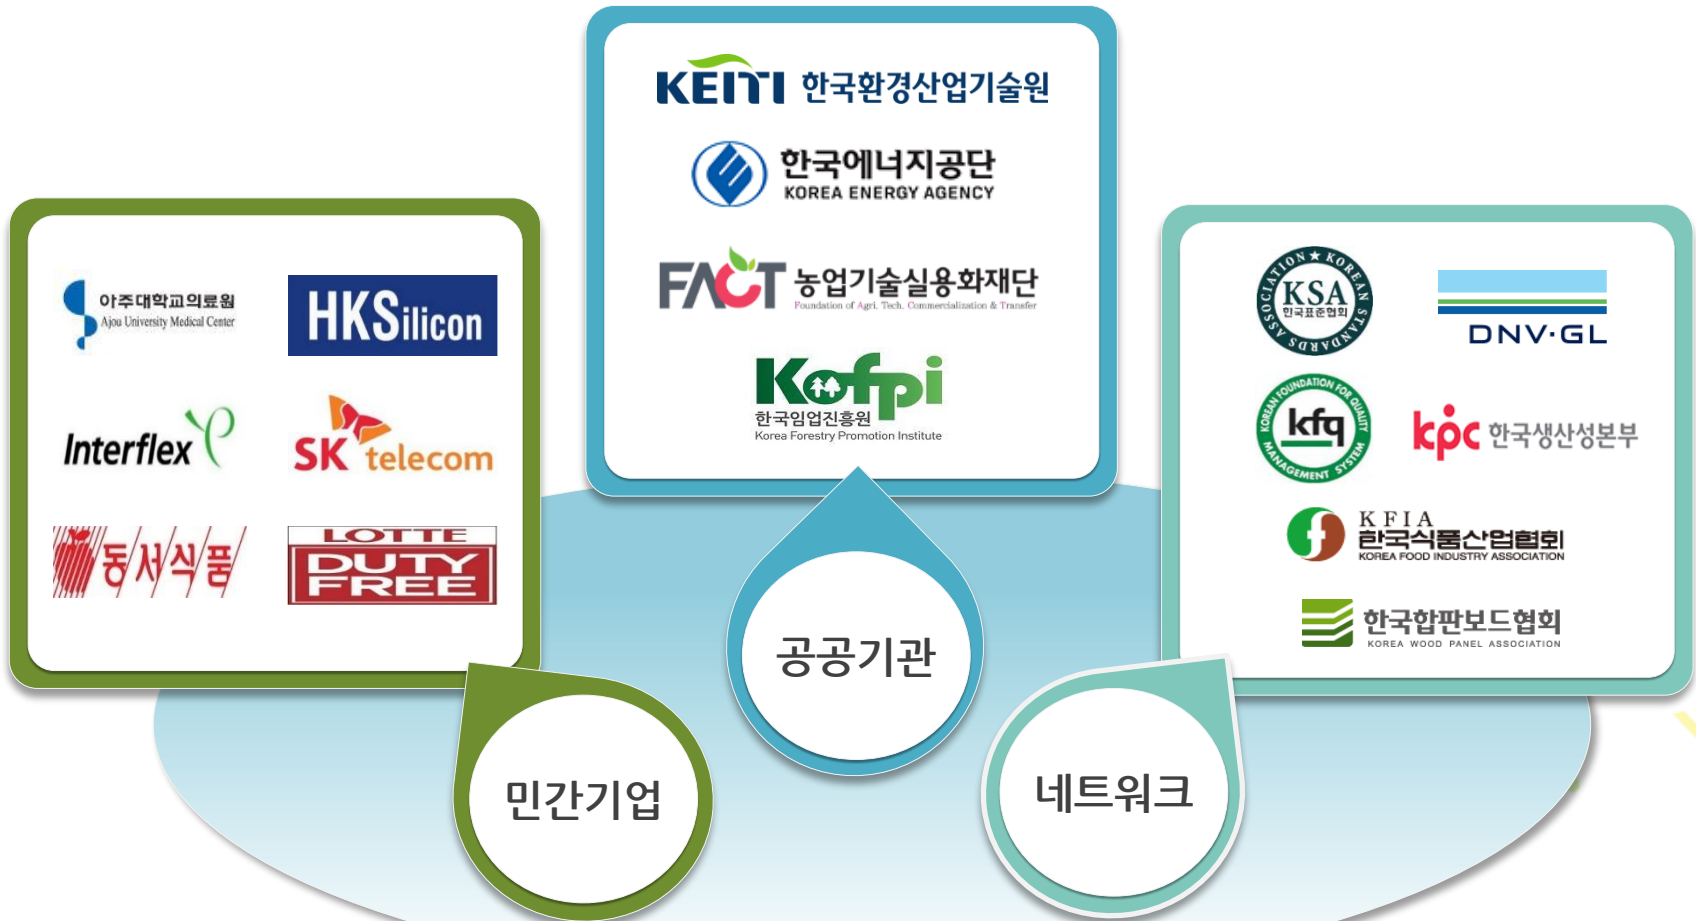 KEITI 한국환경산업기술원
한국에너지공단
KOREA ENERGY AGENCY
FACT 농업기술실용화재단
Foundation of Agri. Tech. Commercialization & Transfer
Kofpi
한국임업진흥원
Korea Forestry Promotion Institute
아주대학교의료원
Ajou University Medical Center
HKSilicon
Interflex
SK telecom
동서식품
LOTTE
DUTY
FREE
KOREAN STANDARDS ASSOCIATION
KSA
한국표준협회
DNV·GL
KOREAN FOUNDATION FOR QUALITY
kfq
MANAGEMENT SYSTEM
kpc 한국생산성본부
KFIA
한국식품산업협회
KOREA FOOD INDUSTRY ASSOCIATION
한국합판보드협회
KOREA WOOD PANEL ASSOCIATION
공공기관
민간기업
네트워크